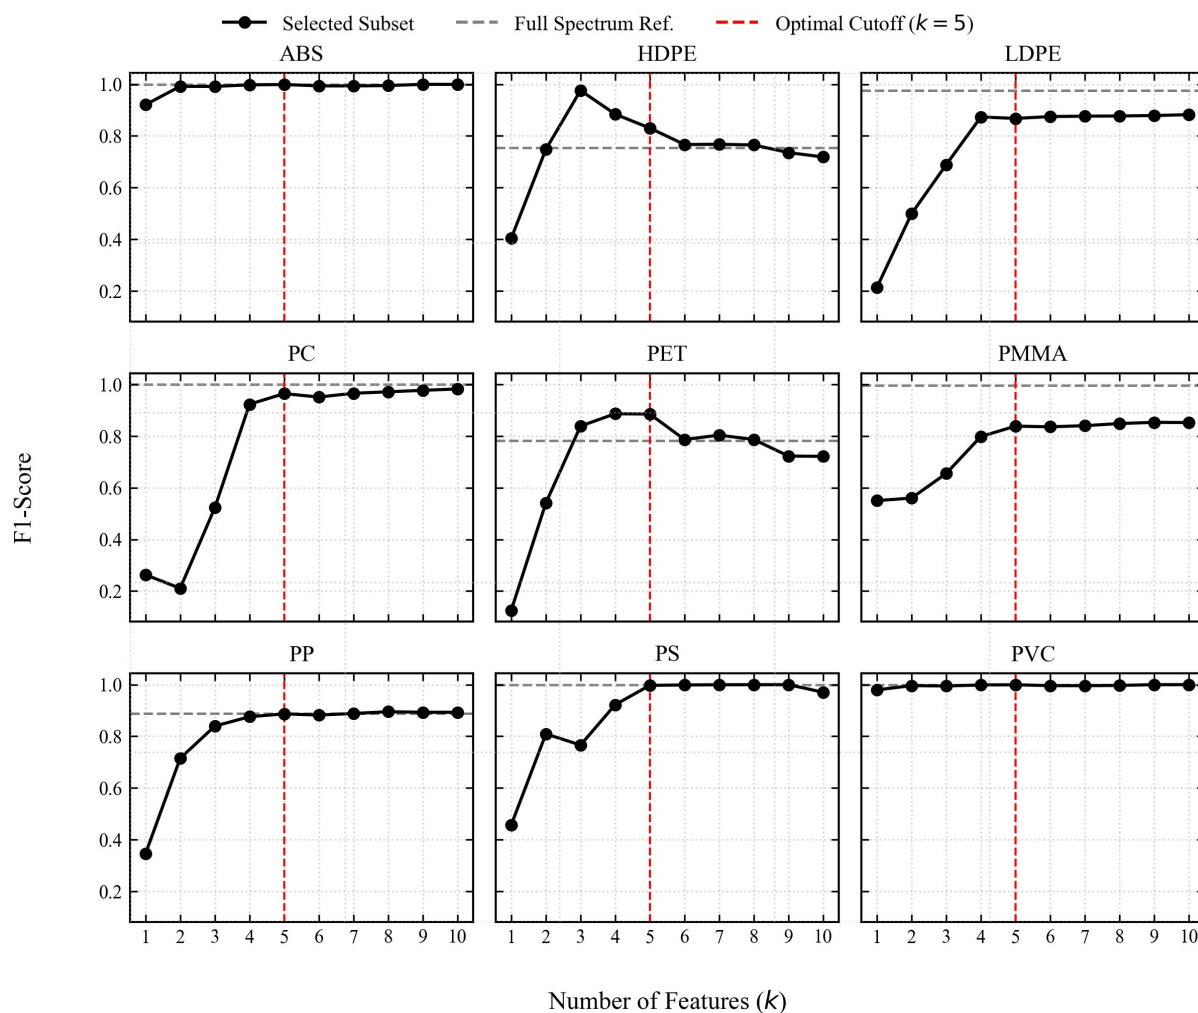 Selected Subset Full Spectrum Ref. Optimal Cutoff (k = 5)
ABS HDPE LDPE
1.0
0.8
0.6
0.4
0.2
PC PET PMMA
1.0
0.8
0.6
0.4
0.2
F1-Score
PP PS PVC
1.0
0.8
0.6
0.4
0.2
1 2 3 4 5 6 7 8 9 10 1 2 3 4 5 6 7 8 9 10 1 2 3 4 5 6 7 8 9 10
Number of Features (k)